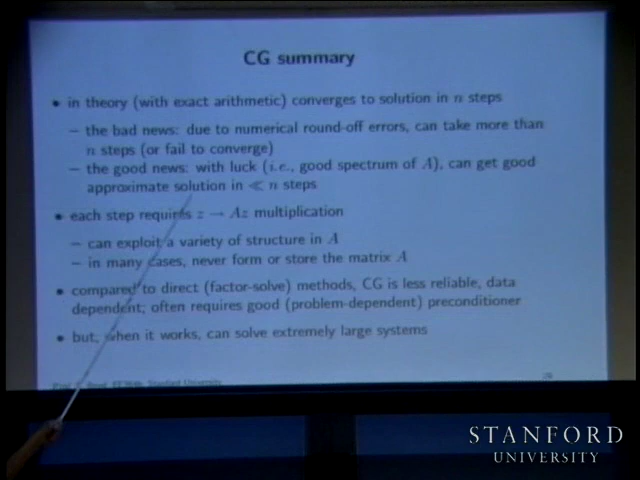 CG summary
• in theory (with exact arithmetic) converges to solution in n steps
– the bad news: due to numerical round-off errors, can take more than
n steps (or fail to converge)
– the good news: with luck (i.e., good spectrum of A), can get good
approximate solution in ≪ n steps
• each step requires z → Az multiplication
– can exploit a variety of structure in A
– in many cases, never form or store the matrix A
• compared to direct (factor-solve) methods, CG is less reliable, data
dependent; often requires good (problem-dependent) preconditioner
• but, when it works, can solve extremely large systems
Stanford University
STANFORD
UNIVERSITY